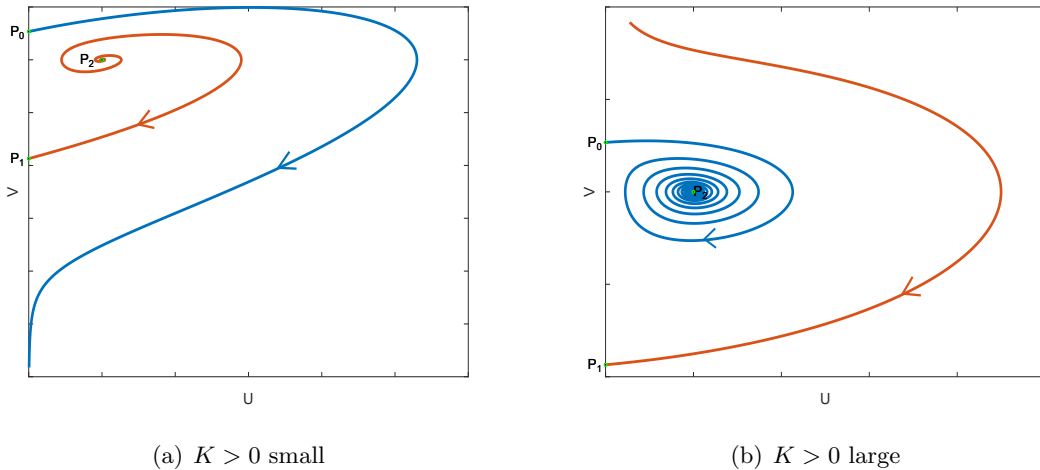 P₀
P₂
P₁
V
U
(a) K > 0 small
P₀
P₂
V
P₁
U
(b) K > 0 large